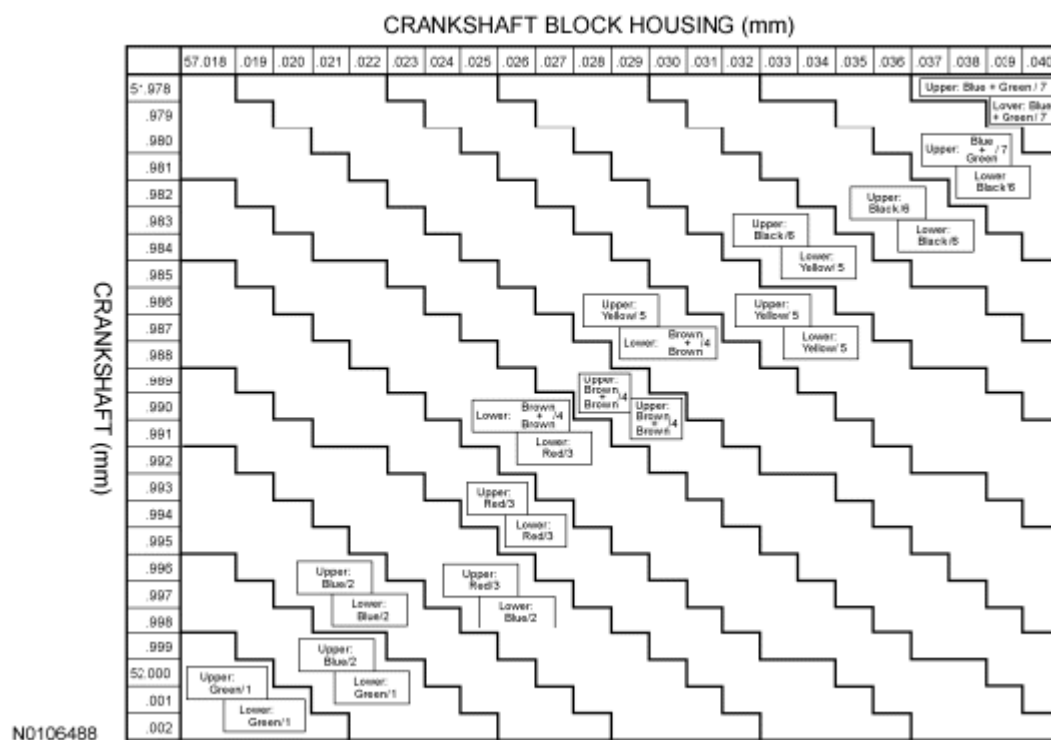 CRANKSHAFT BLOCK HOUSING (mm)
57.018 .019 .020 .021 .022 .023 .024 .025 .026 .027 .028 .029 .030 .031 .032 .033 .034 .035 .036 .037 .038 .039 .040
.978
.979
.980
.981
.982
.983
.984
.985
.986
.987
.988
.989
.990
.991
.992
.993
.994
.995
.996
.997
.998
.999
52.000
.001
.002
CRANKSHAFT (mm)
Upper: Blue + Green / 7
Lower: Blue
+ Green / 7
Upper: Blue + Green / 7
Lower
Black/6
Upper:
Black/6
Lower:
Black/6
Upper:
Black/6
Lower:
Yellow/5
Upper:
Yellow/5
Lower: Brown + Brown /4
Upper:
Yellow/5
Lower:
Yellow/5
Upper:
Brown
+
Brown /4
Upper:
Brown
Brown /4
Lower: Brown + Brown /4
Lower:
Red/3
Upper:
Red/3
Lower:
Red/3
Upper:
Blue/2
Lower:
Blue/2
Upper:
Red/3
Lower:
Blue/2
Upper:
Blue/2
Lower:
Green/1
Upper:
Green/1
Lower:
Green/1
N0106488